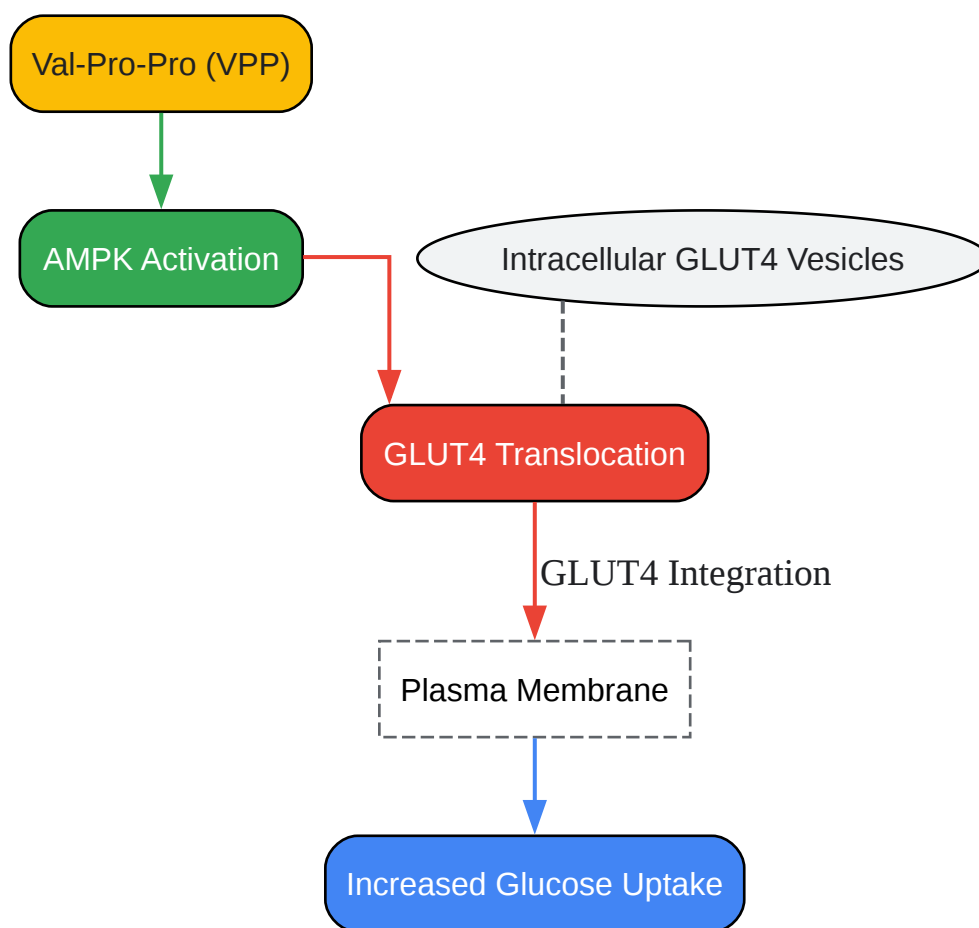 Val-Pro-Pro (VPP)
AMPK Activation
Intracellular GLUT4 Vesicles
GLUT4 Translocation
GLUT4 Integration
Plasma Membrane
Increased Glucose Uptake